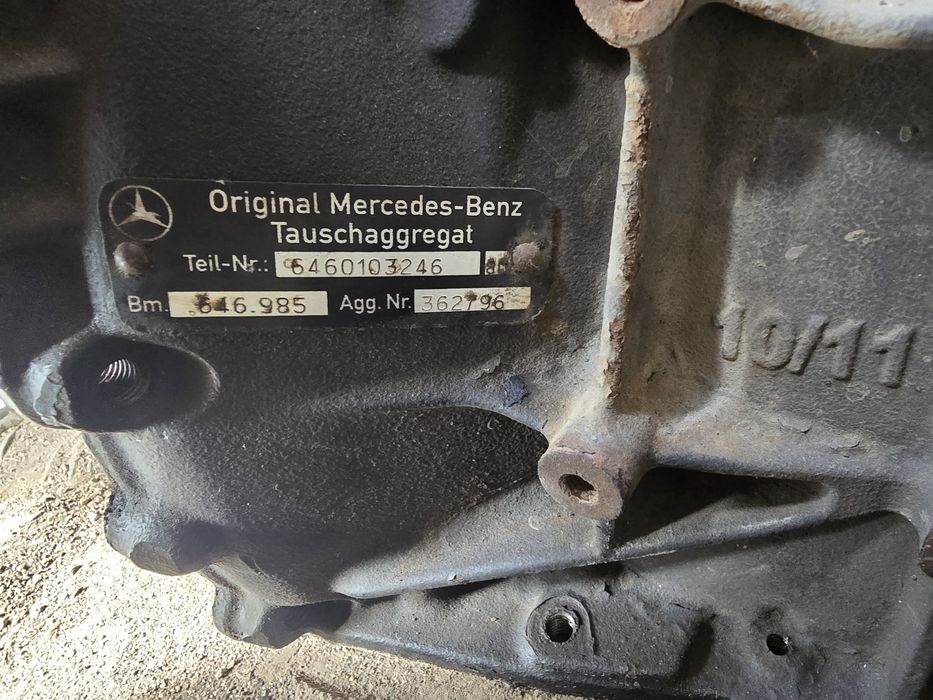 Original Mercedes-Benz
Tauschaggregat
Teil-Nr.: 6460103246
Bm. 646.985 Agg. Nr. 362796
10/11